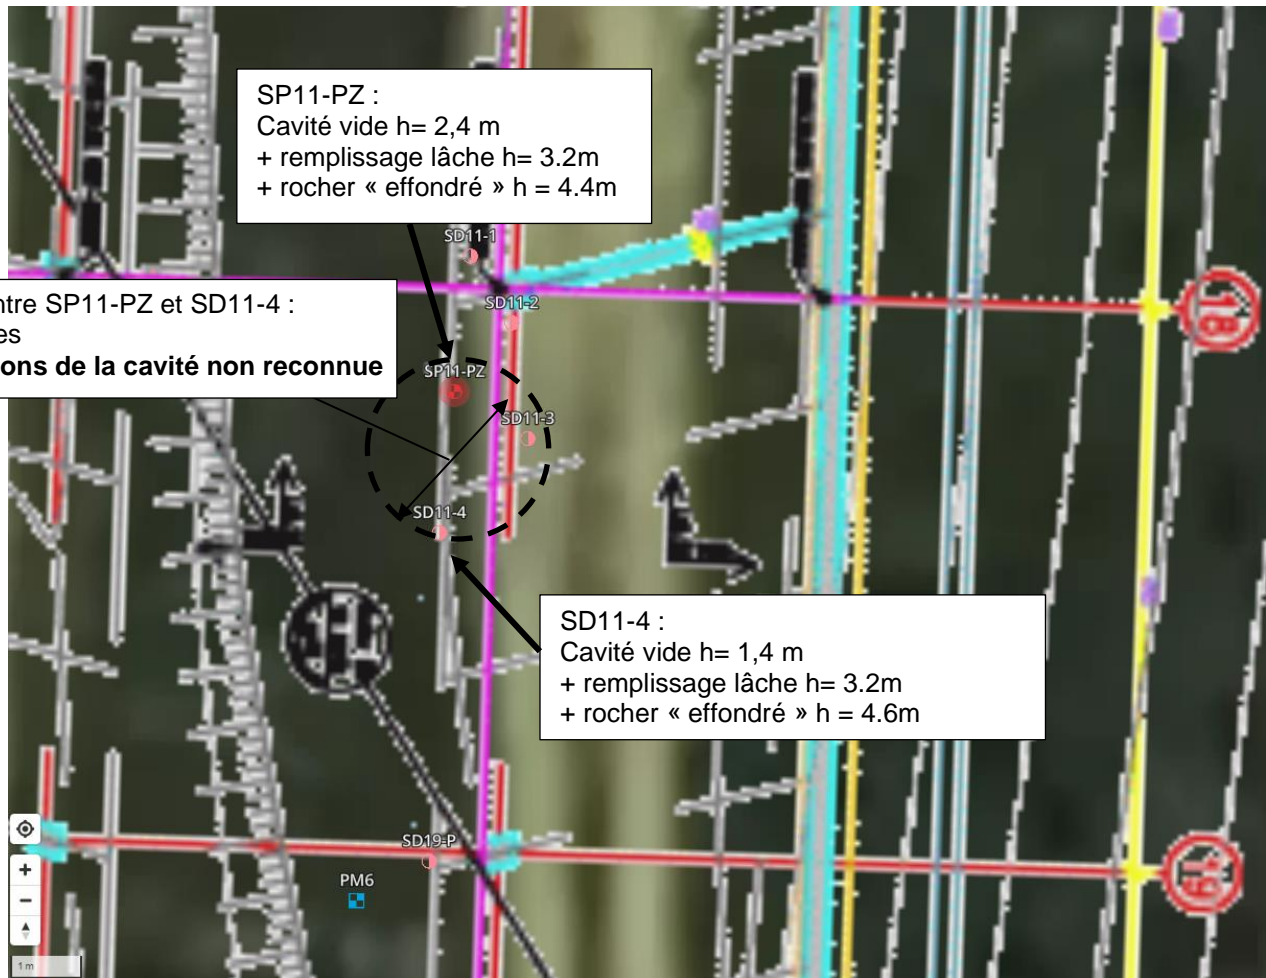 SP11-PZ :
Cavité vide h= 2,4 m
+ remplissage lâche h= 3.2m
+ rocher « effondré » h = 4.4m
SD11-1
ntre SP11-PZ et SD11-4 :
es
ons de la cavité non reconnue
SD11-2
18
SP11-PZ
SD11-3
SD11-4
SD11-4 :
Cavité vide h= 1,4 m
+ remplissage lâche h= 3.2m
+ rocher « effondré » h = 4.6m
SD19-P
PM6
19
+
−
1 m